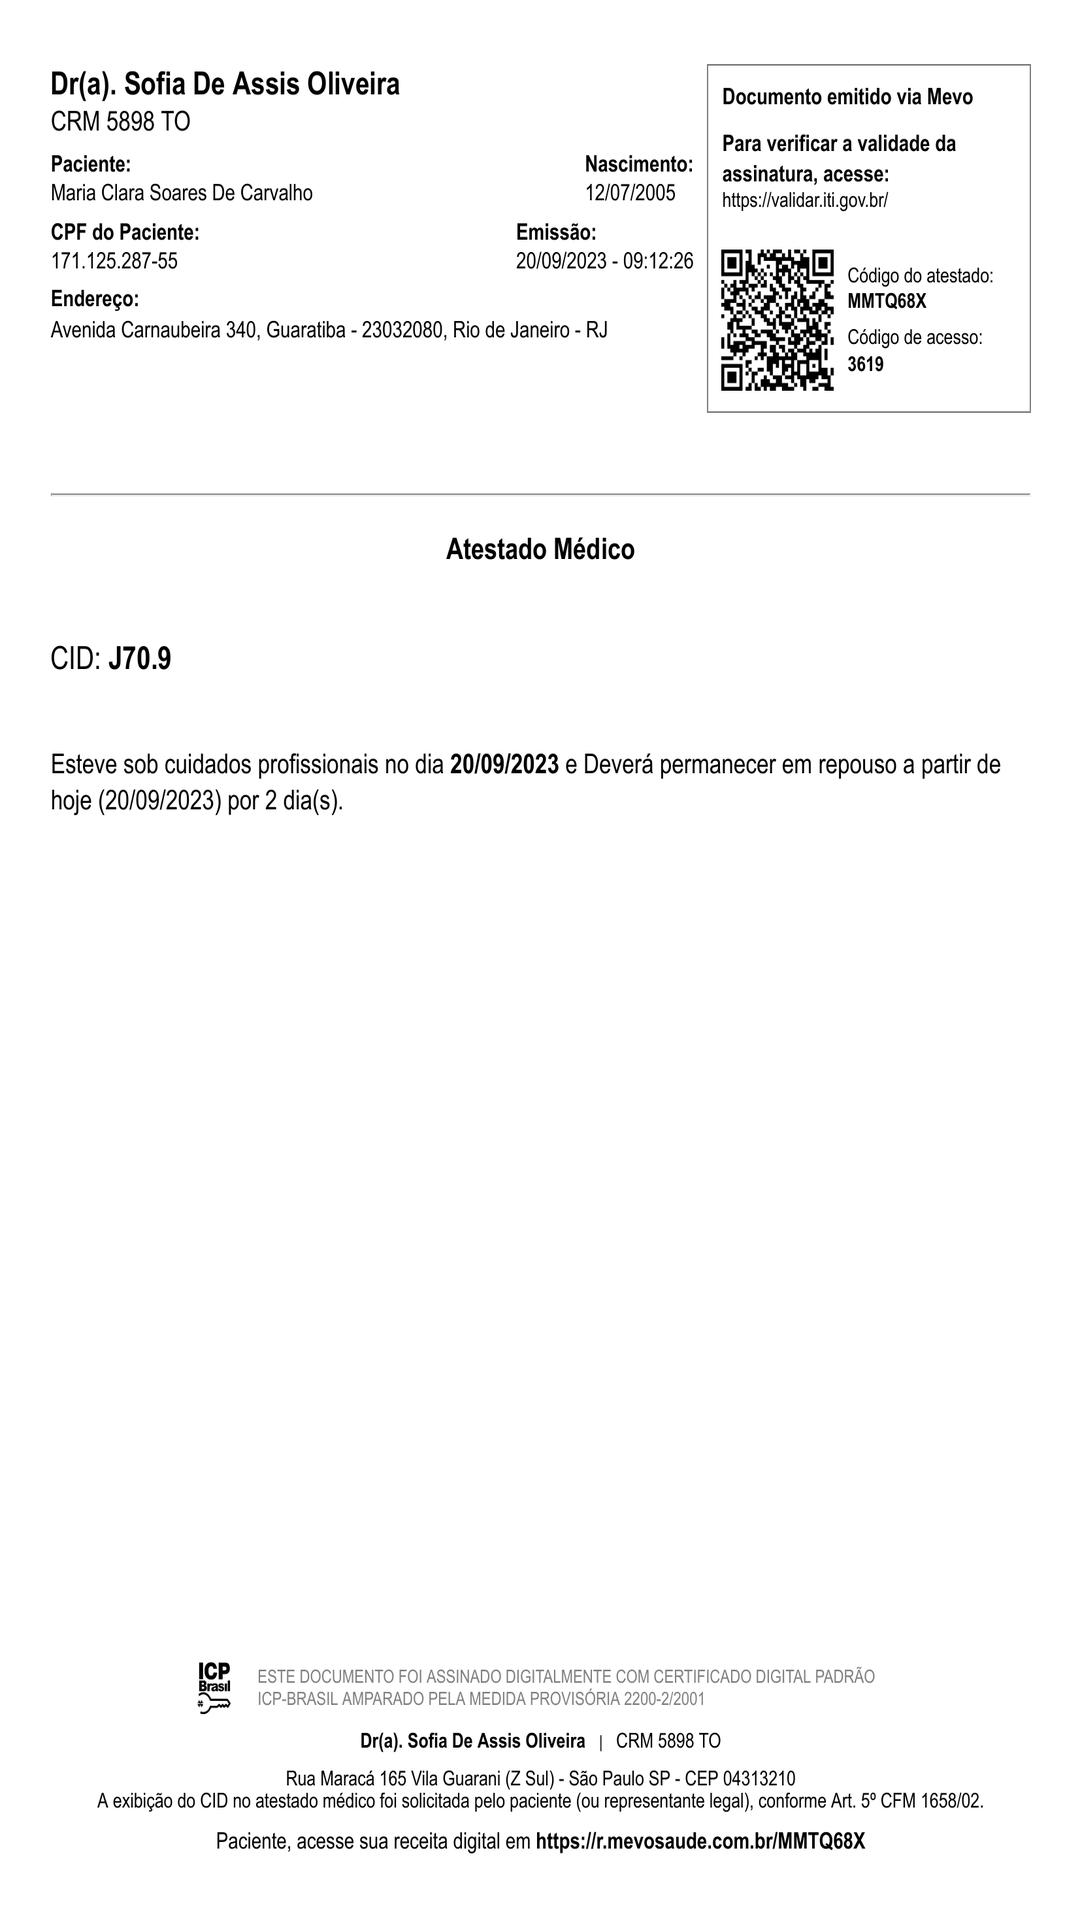 Dr(a). Sofia De Assis Oliveira
CRM 5898 TO
Paciente:
Maria Clara Soares De Carvalho
Nascimento:
12/07/2005
CPF do Paciente:
171.125.287-55
Emissão:
20/09/2023 - 09:12:26
Endereço:
Avenida Carnaubeira 340, Guaratiba - 23032080, Rio de Janeiro - RJ
Documento emitido via Mevo
Para verificar a validade da
assinatura, acesse:
https://validar.iti.gov.br/
Código do atestado:
MMTQ68X
Código de acesso:
3619
Atestado Médico
CID: J70.9
Esteve sob cuidados profissionais no dia 20/09/2023 e Deverá permanecer em repouso a partir de
hoje (20/09/2023) por 2 dia(s).
ICP
Brasil
ESTE DOCUMENTO FOI ASSINADO DIGITALMENTE COM CERTIFICADO DIGITAL PADRÃO
ICP-BRASIL AMPARADO PELA MEDIDA PROVISÓRIA 2200-2/2001
Dr(a). Sofia De Assis Oliveira | CRM 5898 TO
Rua Maracá 165 Vila Guarani (Z Sul) - São Paulo SP - CEP 04313210
A exibição do CID no atestado médico foi solicitada pelo paciente (ou representante legal), conforme Art. 5º CFM 1658/02.
Paciente, acesse sua receita digital em https://r.mevosaude.com.br/MMTQ68X